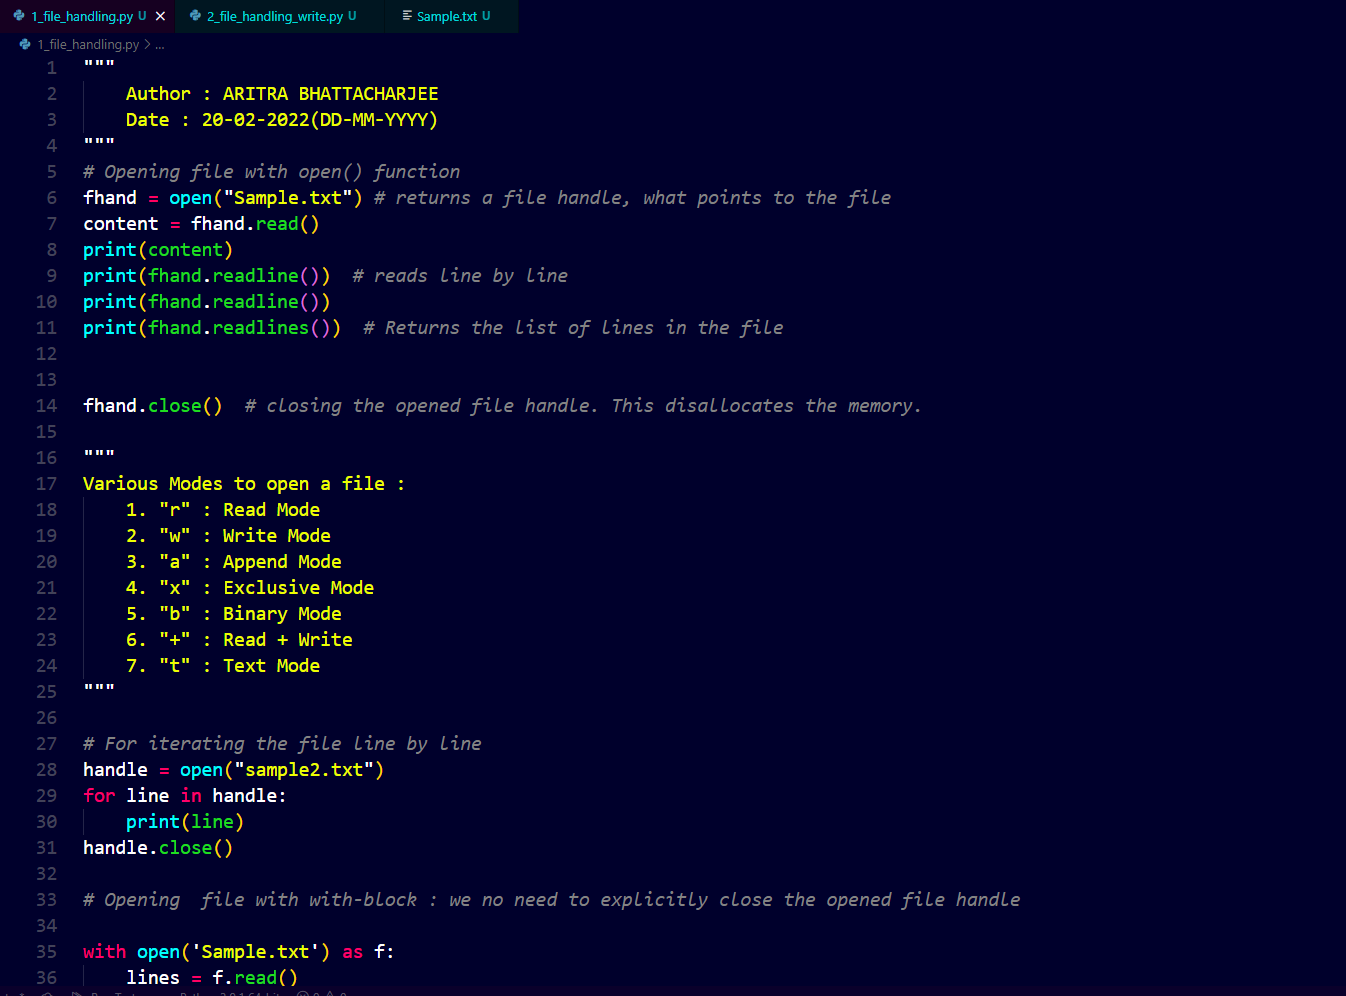 1_file_handling.py U × 2_file_handling_write.py U Sample.txt U
1_file_handling.py > ...
1 """
2 Author : ARITRA BHATTACHARJEE
3 Date : 20-02-2022(DD-MM-YYYY)
4 """
5 # Opening file with open() function
6 fhand = open("Sample.txt") # returns a file handle, what points to the file
7 content = fhand.read()
8 print(content)
9 print(fhand.readline())  # reads line by line
10 print(fhand.readline())
11 print(fhand.readlines())  # Returns the list of lines in the file
12
13
14 fhand.close()  # closing the opened file handle. This disallocates the memory.
15
16 """
17 Various Modes to open a file :
18 1. "r" : Read Mode
19 2. "w" : Write Mode
20 3. "a" : Append Mode
21 4. "x" : Exclusive Mode
22 5. "b" : Binary Mode
23 6. "+" : Read + Write
24 7. "t" : Text Mode
25 """
26
27 # For iterating the file line by line
28 handle = open("sample2.txt")
29 for line in handle:
30 print(line)
31 handle.close()
32
33 # Opening  file with with-block : we no need to explicitly close the opened file handle
34
35 with open('Sample.txt') as f:
36 lines = f.read()